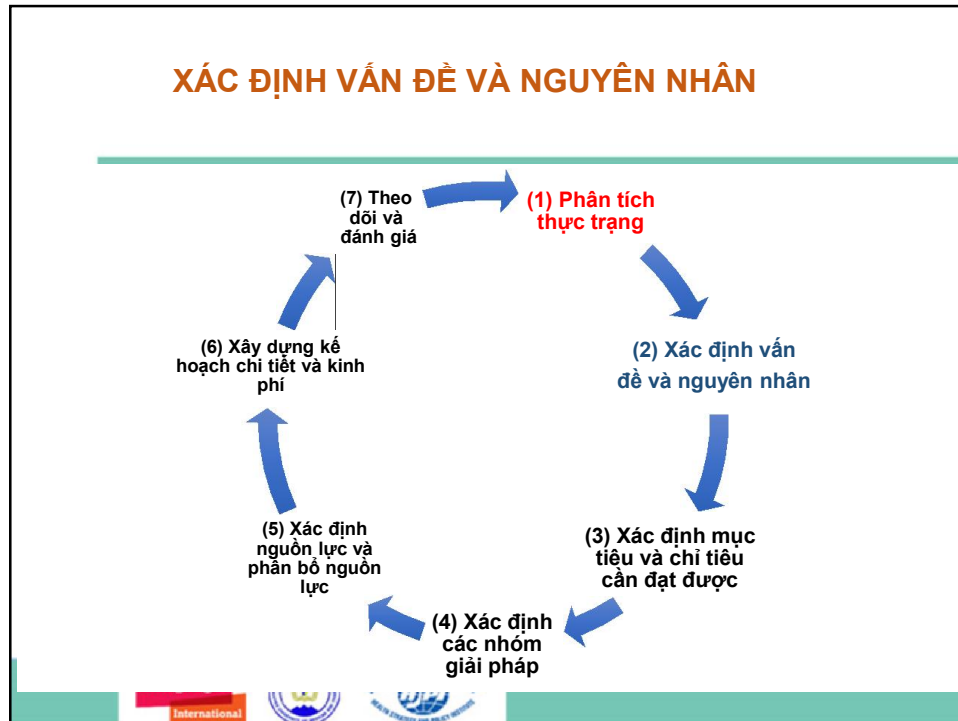 XÁC ĐỊNH VẤN ĐỀ VÀ NGUYÊN NHÂN
(1) Phân tích
thực trạng
(2) Xác định vấn
đề và nguyên nhân
(3) Xác định mục
tiêu và chỉ tiêu
cần đạt được
(4) Xác định
các nhóm
giải pháp
(5) Xác định
nguồn lực và
phân bổ nguồn
lực
(6) Xây dựng kế
hoạch chi tiết và kinh
phí
(7) Theo
dõi và
đánh giá
International